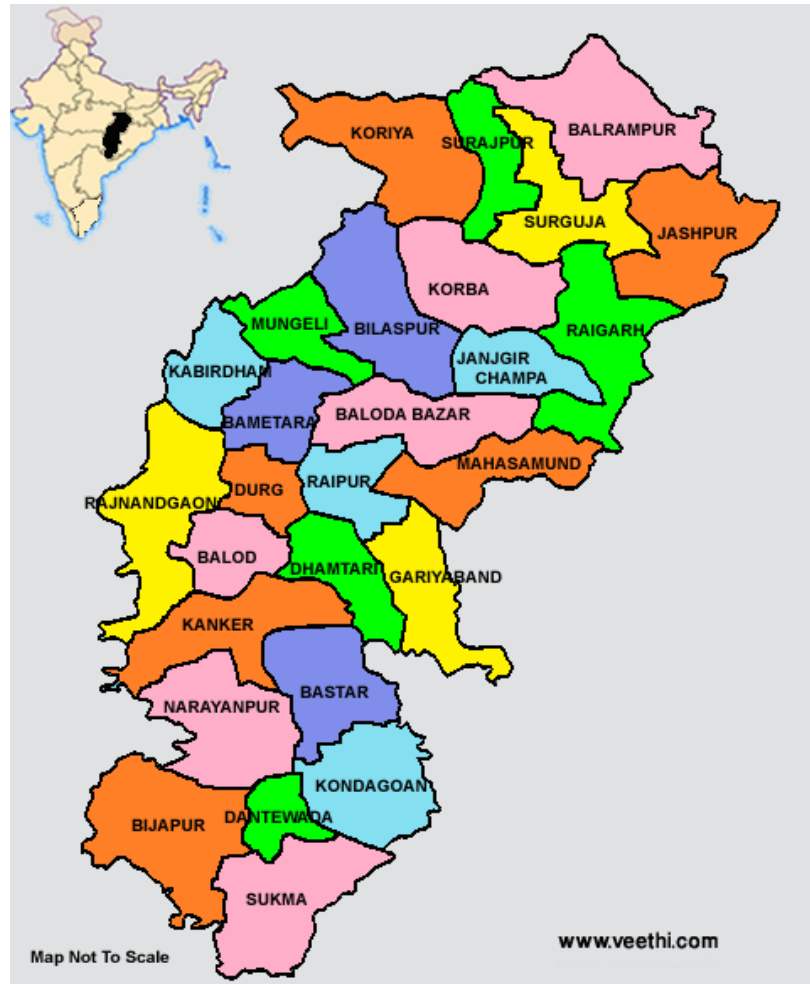 BALRAMPUR
KORIYA
SURAJPUR
SURGUJA
JASHPUR
KORBA
MUNGELI
BILASPUR
RAIGARH
JANJGIR
CHAMPA
KABIRDHAM
BAMETARA
BALODA BAZAR
MAHASAMUND
RAIPUR
DURG
RAJNANDGAON
BALOD
DHAMTARI
GARIYABAND
KANKER
BASTAR
NARAYANPUR
KONDAGOAN
DANTEWADA
BIJAPUR
SUKMA
www.veethi.com
Map Not To Scale